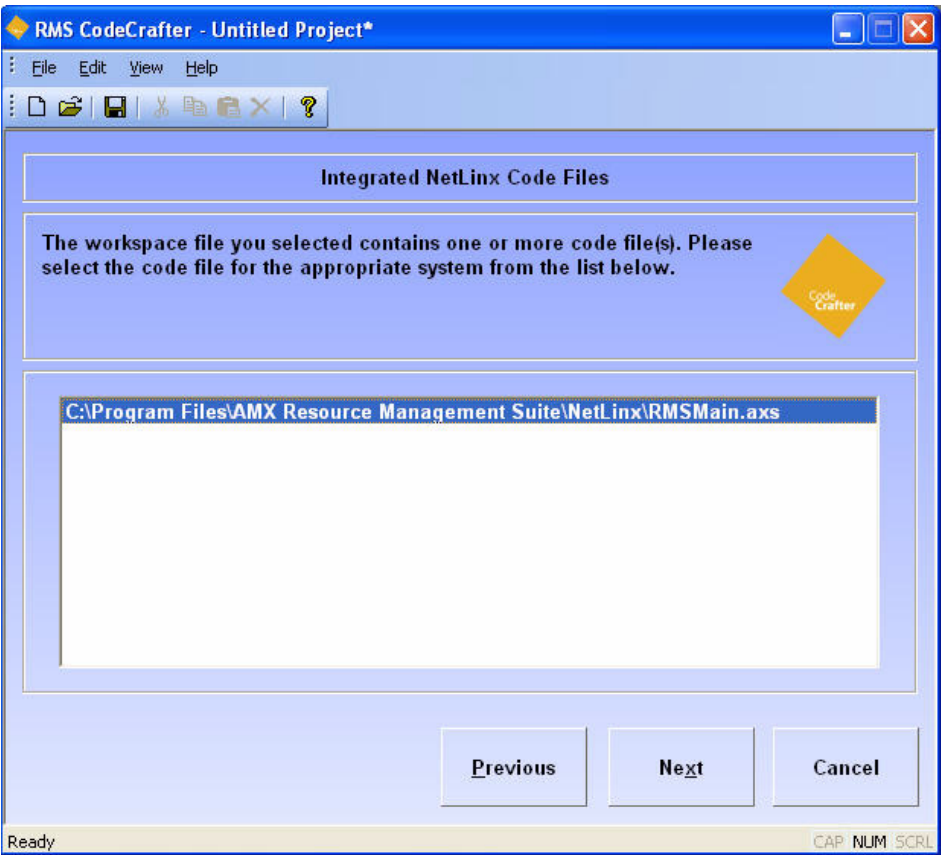 RMS CodeCrafter - Untitled Project*
File Edit View Help
Integrated NetLinx Code Files
The workspace file you selected contains one or more code file(s). Please
select the code file for the appropriate system from the list below.
Code
Crafter
C:\Program Files\AMX Resource Management Suite\NetLinx\RMSMain.axs
Previous Next Cancel
Ready CAP NUM SCRL